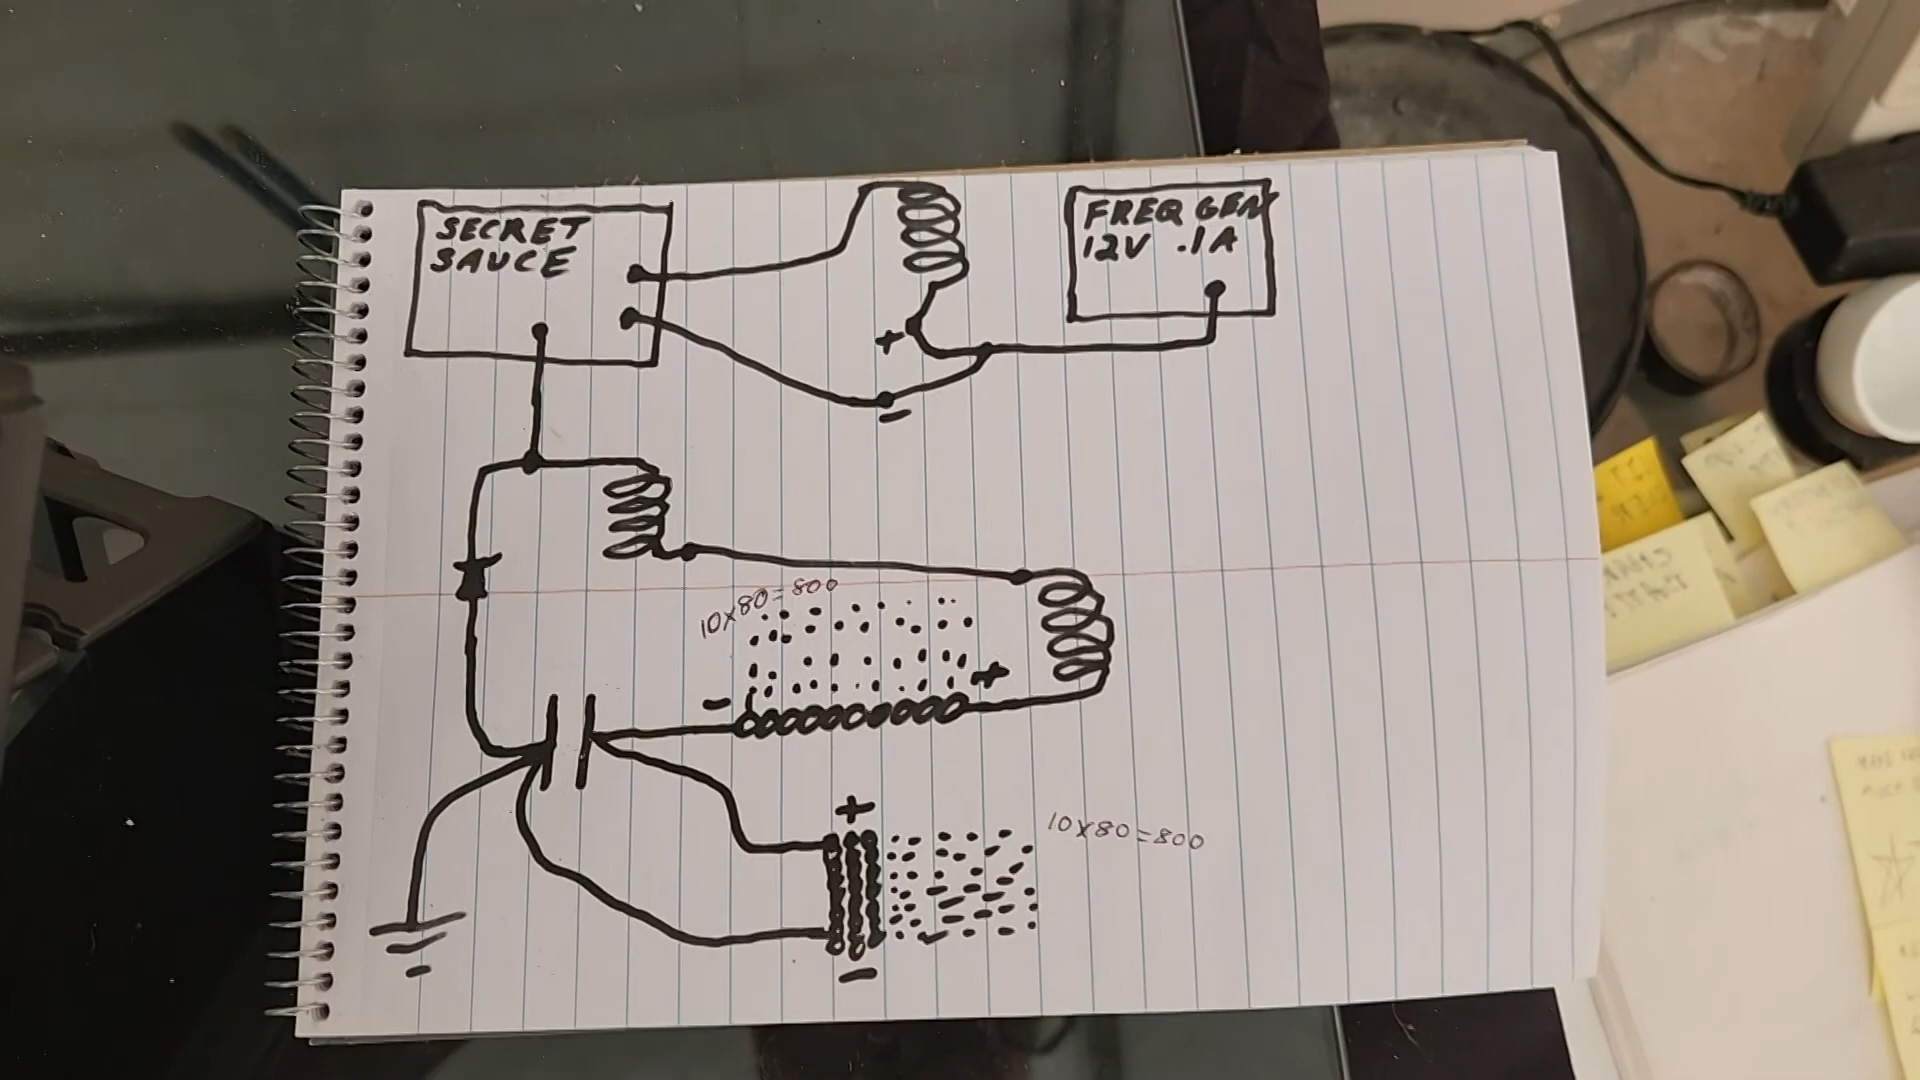 SECRET
SAUCE
FREQ GEN
12V .1A
+
-
10x80=800
- +
10x80=800
+
-